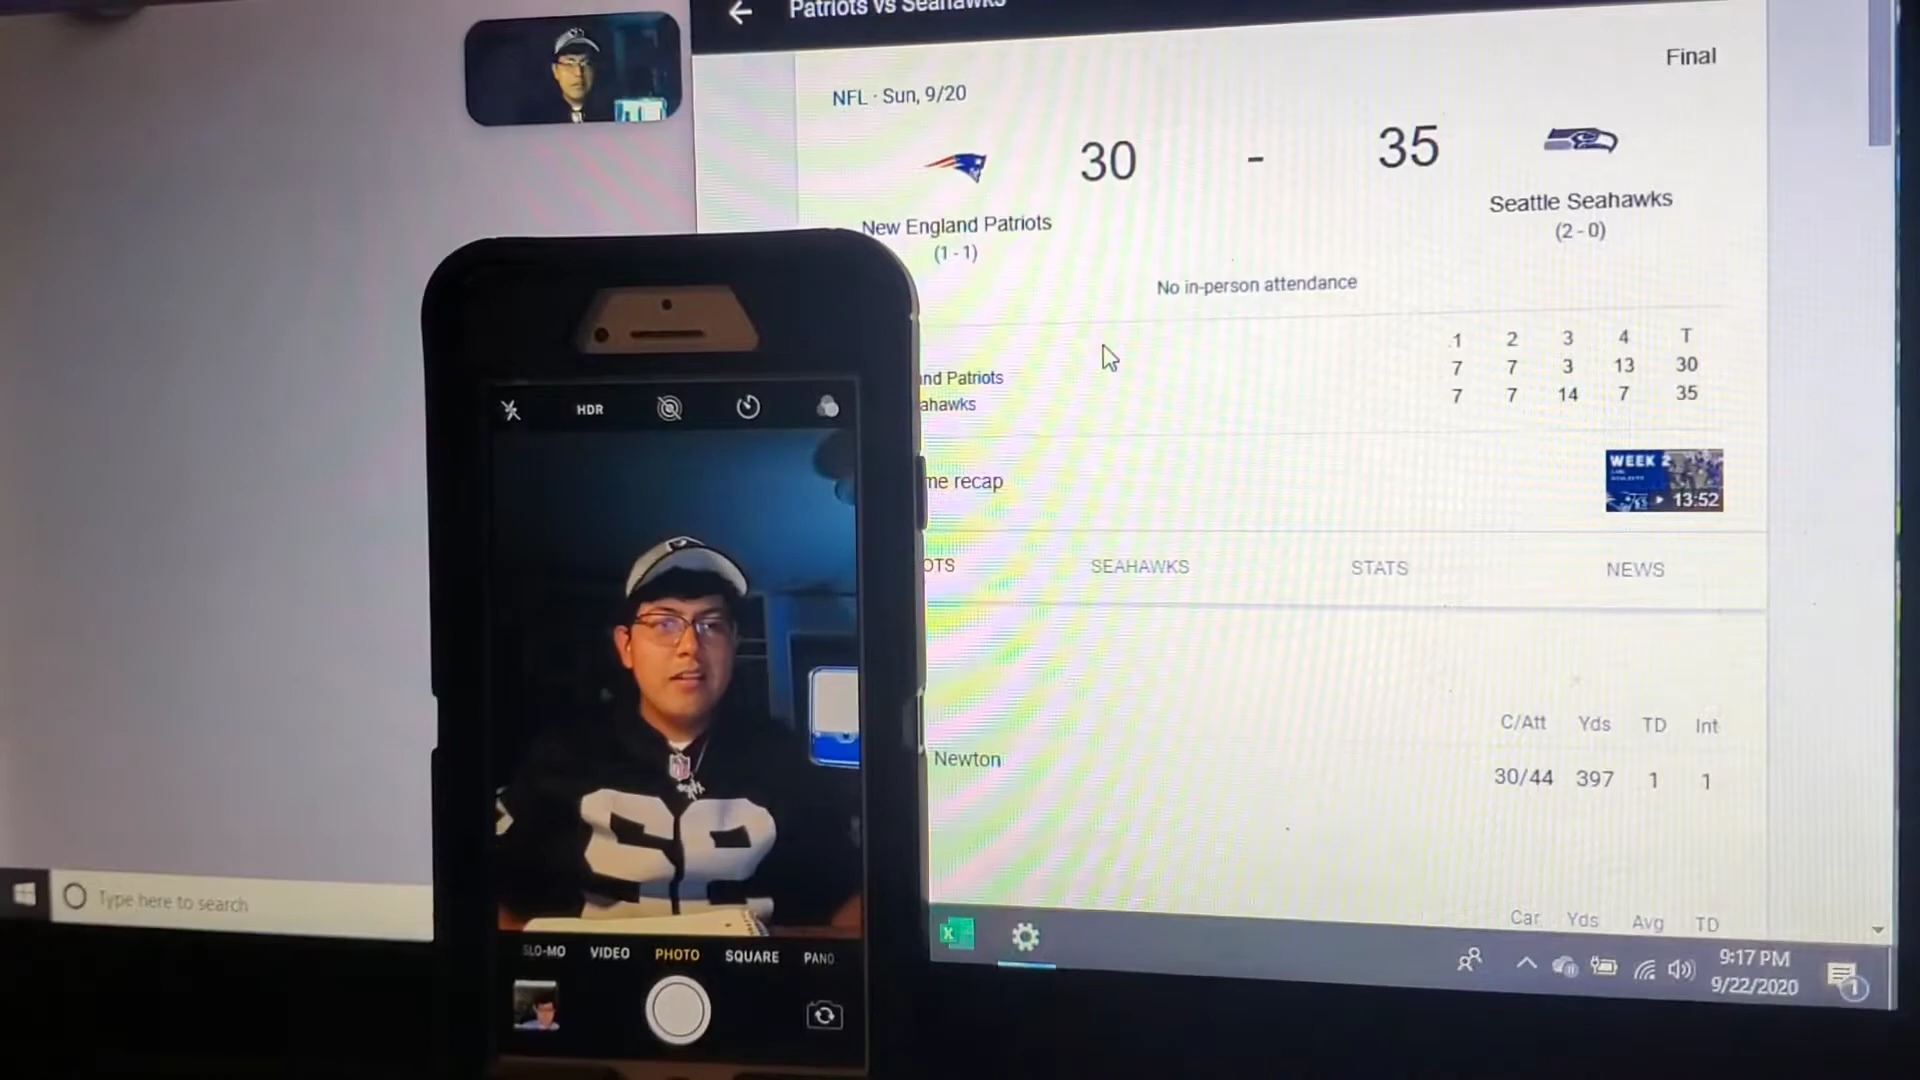 Patriots vs Seahawks
Final
NFL · Sun, 9/20
30 - 35
New England Patriots
(1 - 1)
Seattle Seahawks
(2 - 0)
No in-person attendance
1 2 3 4 T
nd Patriots 7 7 3 13 30
ahawks 7 7 14 7 35
me recap
WEEK 2
13:52
OTS SEAHAWKS STATS NEWS
C/Att Yds TD Int
Newton 30/44 397 1 1
Car Yds Avg TD
HDR
SLO-MO VIDEO PHOTO SQUARE PANO
Type here to search
9:17 PM
9/22/2020
1